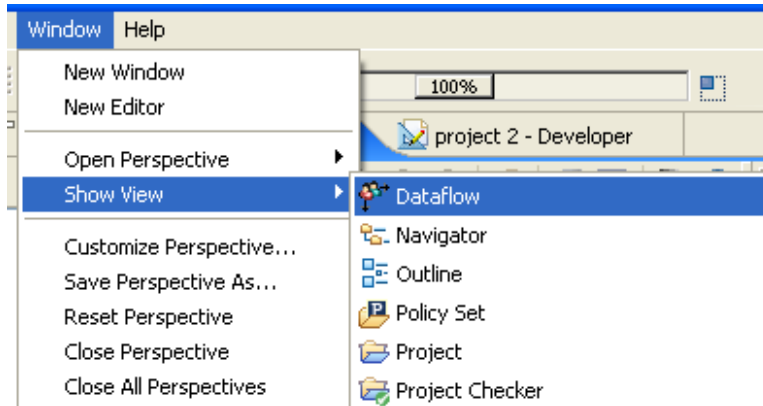 Window Help
New Window
New Editor
100%
project 2 - Developer
Open Perspective
Show View
Dataflow
Navigator
Customize Perspective...
Outline
Save Perspective As...
Policy Set
Reset Perspective
Project
Close Perspective
Project Checker
Close All Perspectives